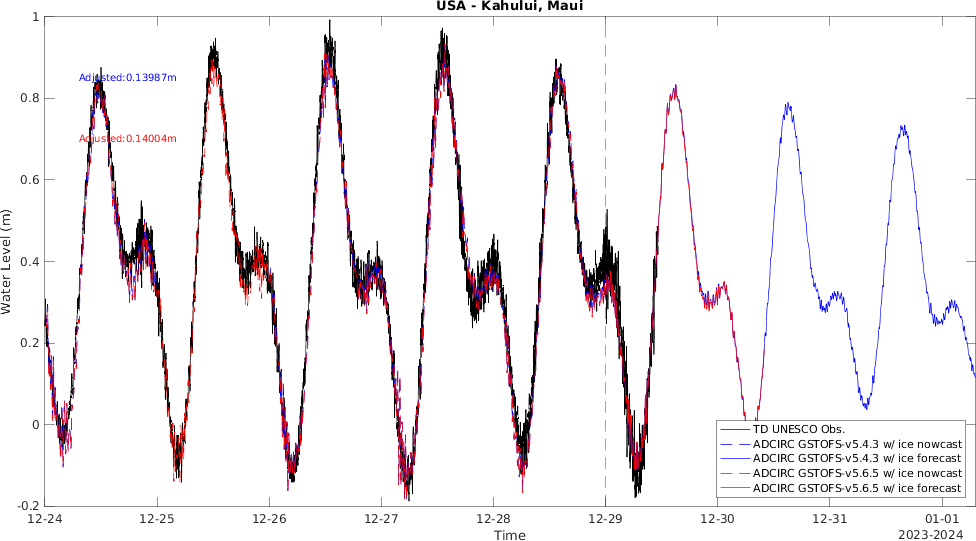 USA - Kahului, Maui
1
Adjusted:0.13987m
0.8
Adjusted:0.14004m
0.6
0.4
0.2
0
-0.2
Water Level (m)
TD UNESCO Obs.
ADCIRC GSTOFS-v5.4.3 w/ ice nowcast
ADCIRC GSTOFS-v5.4.3 w/ ice forecast
ADCIRC GSTOFS-v5.6.5 w/ ice nowcast
ADCIRC GSTOFS-v5.6.5 w/ ice forecast
12-24 12-25 12-26 12-27 12-28 12-29 12-30 12-31 01-01
Time
2023-2024